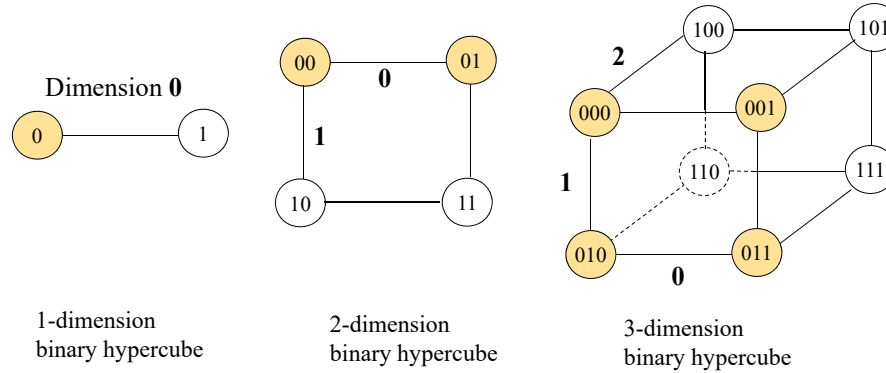 Dimension 0
0
1
00
01
0
1
10
11
100
101
2
000
001
1
110
111
010
011
0
1-dimension
binary hypercube
2-dimension
binary hypercube
3-dimension
binary hypercube